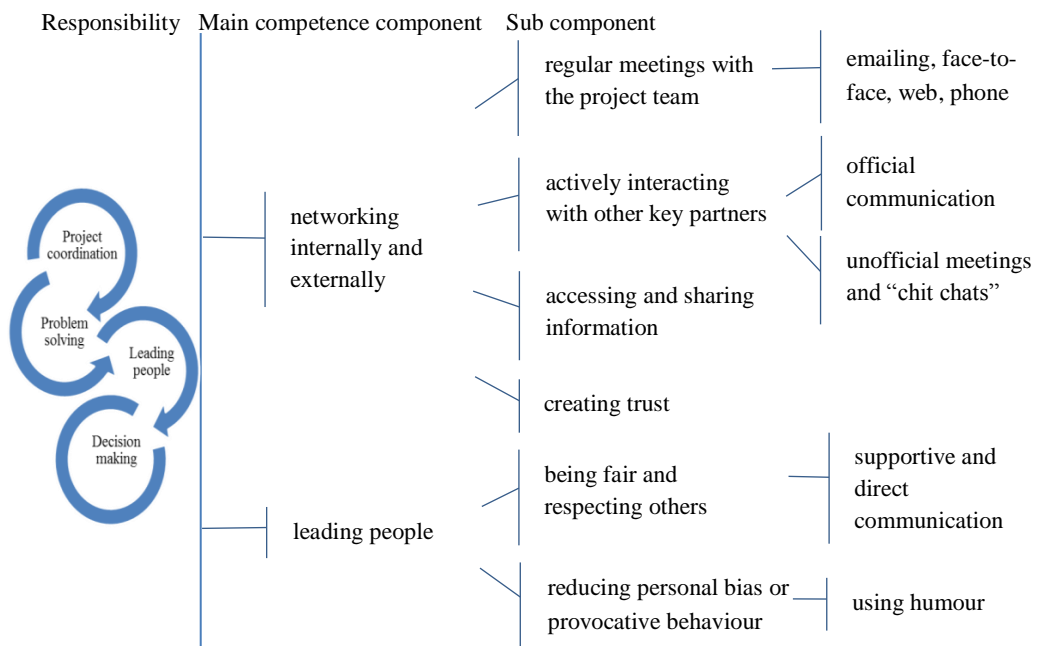 Responsibility Main competence component Sub component
regular meetings with
the project team
emailing, face-to-
face, web, phone
actively interacting
with other key partners
official
communication
unofficial meetings
and “chit chats”
networking
internally and
externally
accessing and sharing
information
Project
coordination
Problem
solving
Leading
people
Decision
making
creating trust
being fair and
respecting others
supportive and
direct
communication
leading people
reducing personal bias or
provocative behaviour
using humour